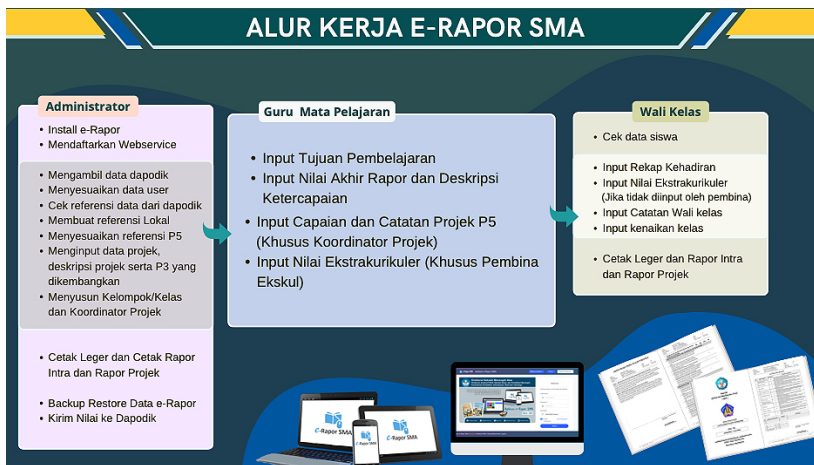 ALUR KERJA E-RAPOR SMA
Administrator
• Install e-Rapor
• Mendaftarkan Webservice
• Mengambil data dapodik
• Menyesuaikan data user
• Cek referensi data dari dapodik
• Membuat referensi Lokal
• Menyesuaikan referensi P5
• Menginput data projek,
deskripsi projek serta P3 yang
dikembangkan
• Menyusun Kelompok/Kelas
dan Koordinator Projek
• Cetak Leger dan Cetak Rapor
Intra dan Rapor Projek
• Backup Restore Data e-Rapor
• Kirim Nilai ke Dapodik
Guru Mata Pelajaran
• Input Tujuan Pembelajaran
• Input Nilai Akhir Rapor dan Deskripsi
Ketercapaian
• Input Capaian dan Catatan Projek P5
(Khusus Koordinator Projek)
• Input Nilai Ekstrakurikuler (Khusus Pembina
Ekskul)
Wali Kelas
• Cek data siswa
• Input Rekap Kehadiran
• Input Nilai Ekstrakurikuler
(Jika tidak diinput oleh pembina)
• Input Catatan Wali kelas
• Input kenaikan kelas
• Cetak Leger dan Rapor Intra
dan Rapor Projek
e-Rapor SMA
e-Rapor SMA
e-Rapor SMA